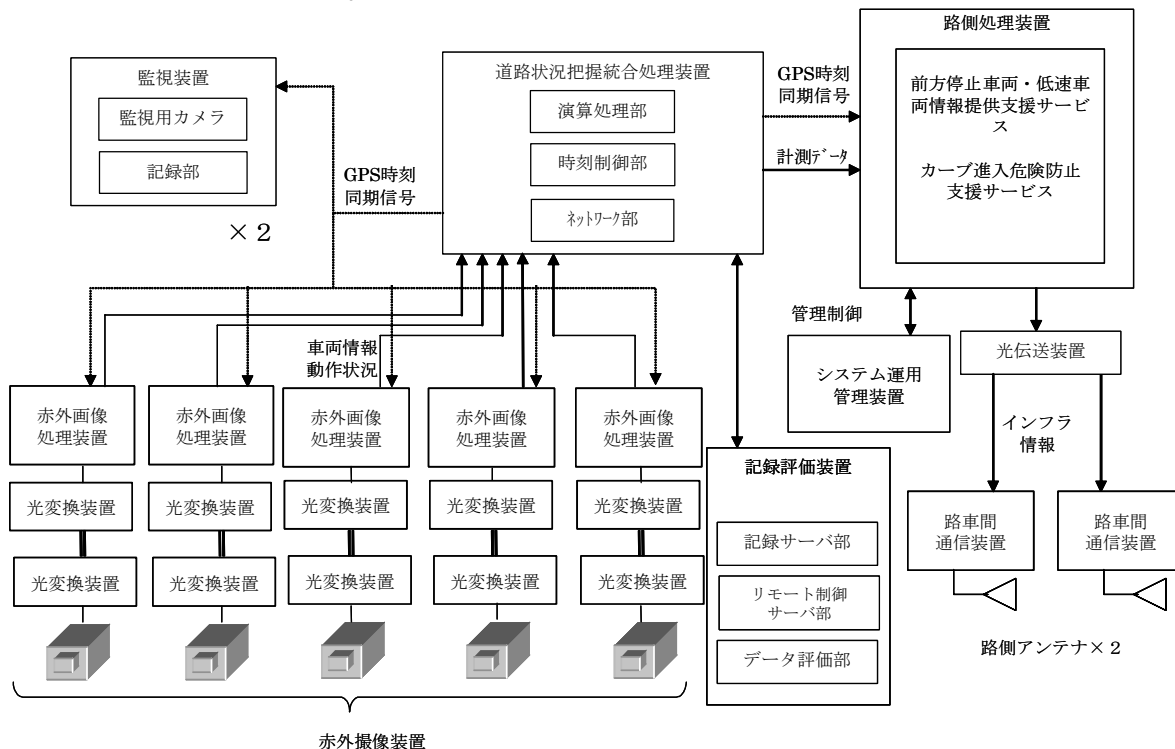 路側処理装置
監視装置
監視用カメラ
記録部
×2
道路状況把握統合処理装置
演算処理部
時刻制御部
ﾈｯﾄﾜｰｸ部
GPS時刻
同期信号
GPS時刻
同期信号
計測ﾃﾞｰﾀ
前方停止車両・低速車
両情報提供支援サービ
ス
カーブ進入危険防止
支援サービス
管理制御
システム運用
管理装置
光伝送装置
インフラ
情報
路車間
通信装置
路車間
通信装置
路側アンテナ×2
車両情報
動作状況
赤外画像
処理装置
赤外画像
処理装置
赤外画像
処理装置
赤外画像
処理装置
赤外画像
処理装置
光変換装置
光変換装置
光変換装置
光変換装置
光変換装置
光変換装置
光変換装置
光変換装置
光変換装置
光変換装置
記録評価装置
記録サーバ部
リモート制御
サーバ部
データ評価部
赤外撮像装置